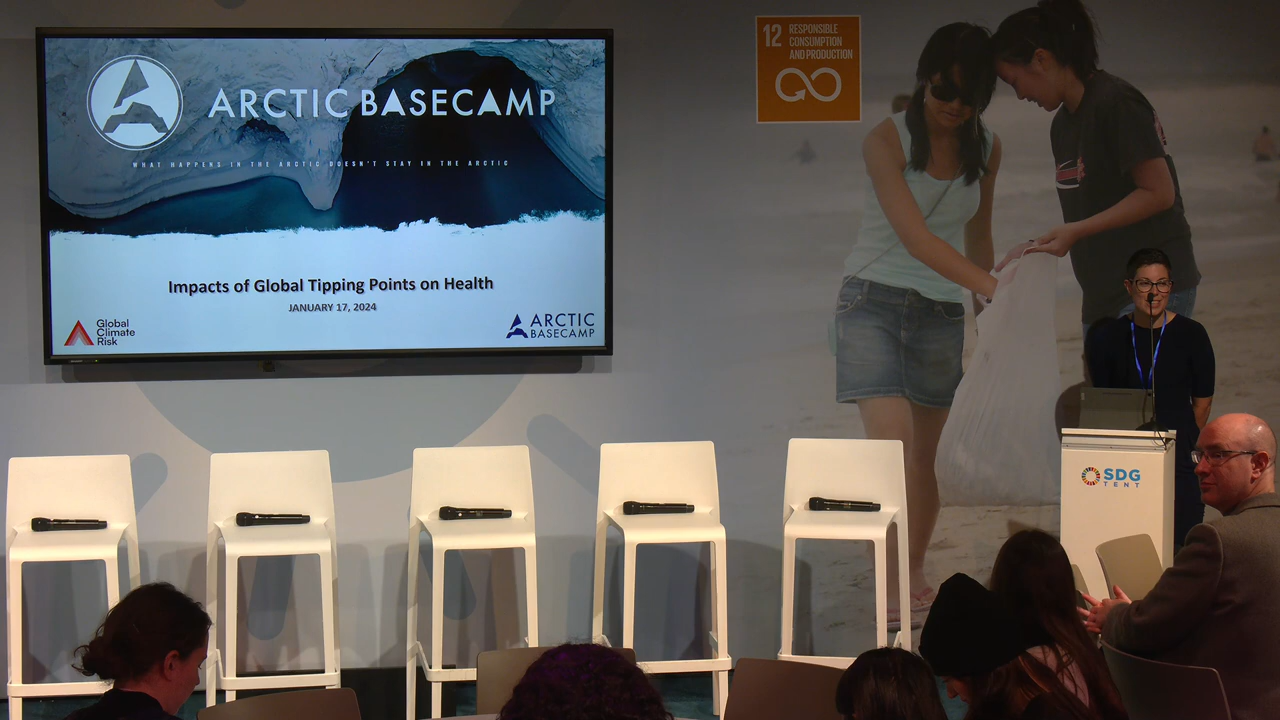 ARCTIC BASECAMP
WHAT HAPPENS IN THE ARCTIC DOESN'T STAY IN THE ARCTIC
Impacts of Global Tipping Points on Health
JANUARY 17, 2024
Global
Climate
Risk
ARCTIC
BASECAMP
12 RESPONSIBLE
CONSUMPTION
AND PRODUCTION
SDG
TENT